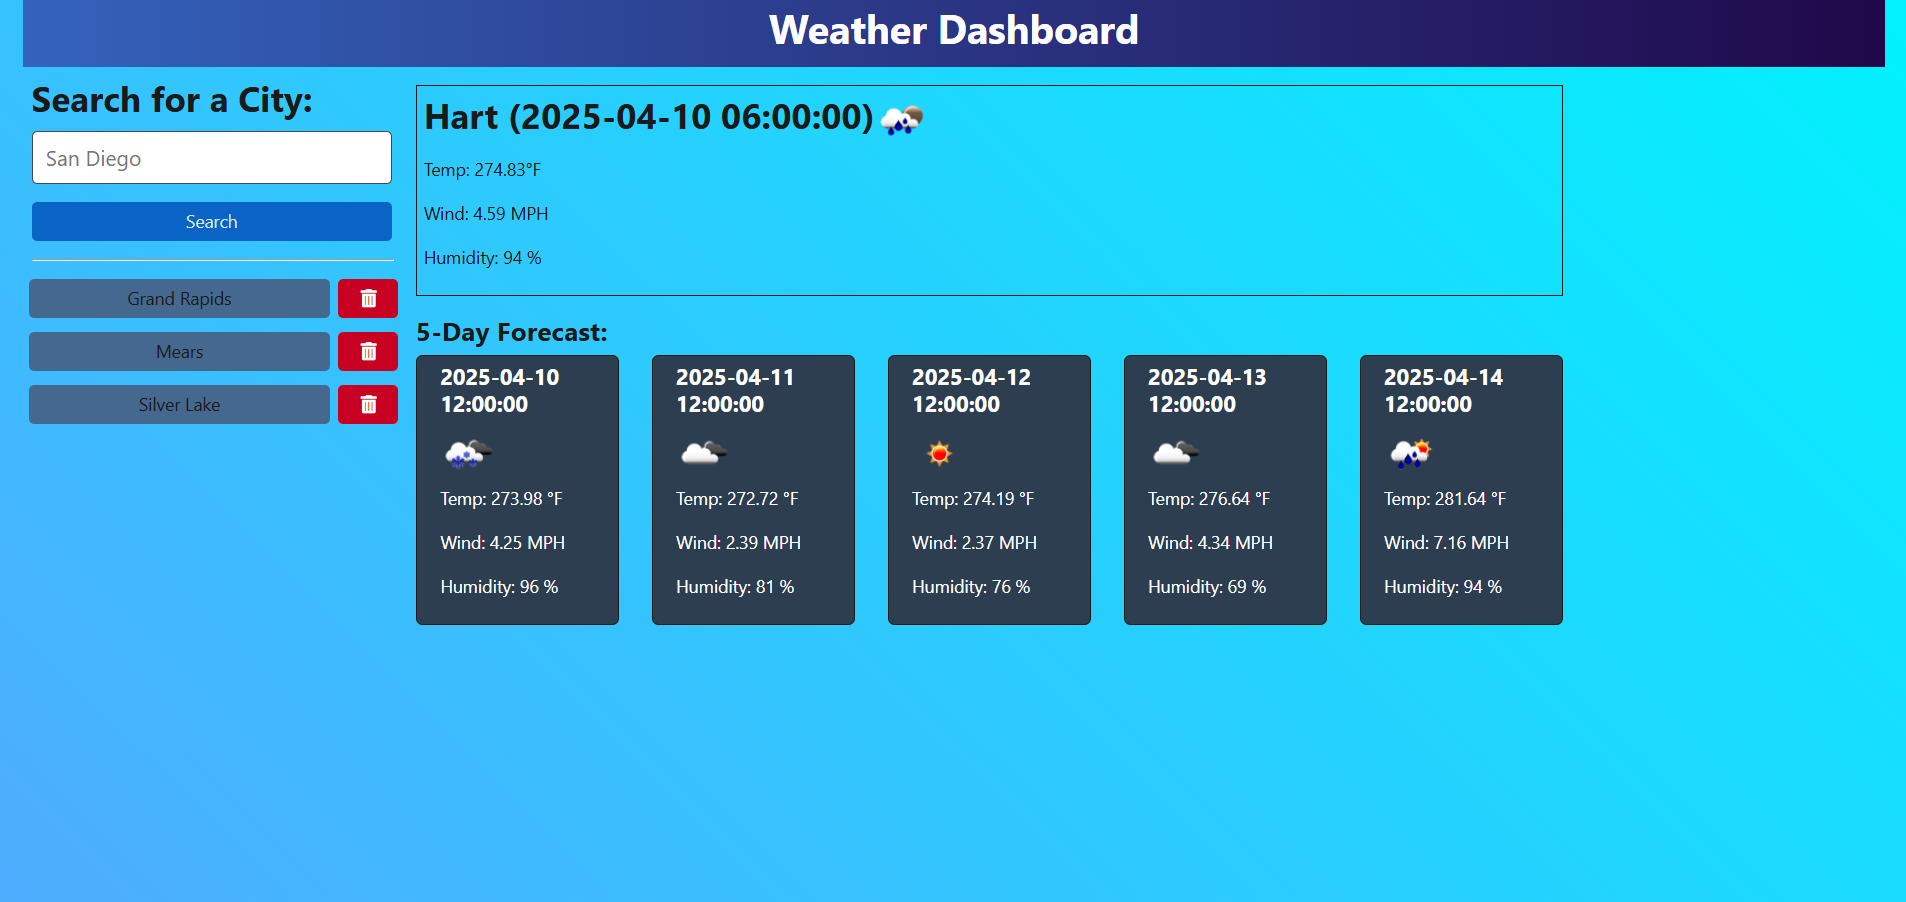 Weather Dashboard
Search for a City:
San Diego
Search
Grand Rapids
Mears
Silver Lake
Hart (2025-04-10 06:00:00)
Temp: 274.83°F
Wind: 4.59 MPH
Humidity: 94 %
5-Day Forecast:
2025-04-10
12:00:00
Temp: 273.98 °F
Wind: 4.25 MPH
Humidity: 96 %
2025-04-11
12:00:00
Temp: 272.72 °F
Wind: 2.39 MPH
Humidity: 81 %
2025-04-12
12:00:00
Temp: 274.19 °F
Wind: 2.37 MPH
Humidity: 76 %
2025-04-13
12:00:00
Temp: 276.64 °F
Wind: 4.34 MPH
Humidity: 69 %
2025-04-14
12:00:00
Temp: 281.64 °F
Wind: 7.16 MPH
Humidity: 94 %